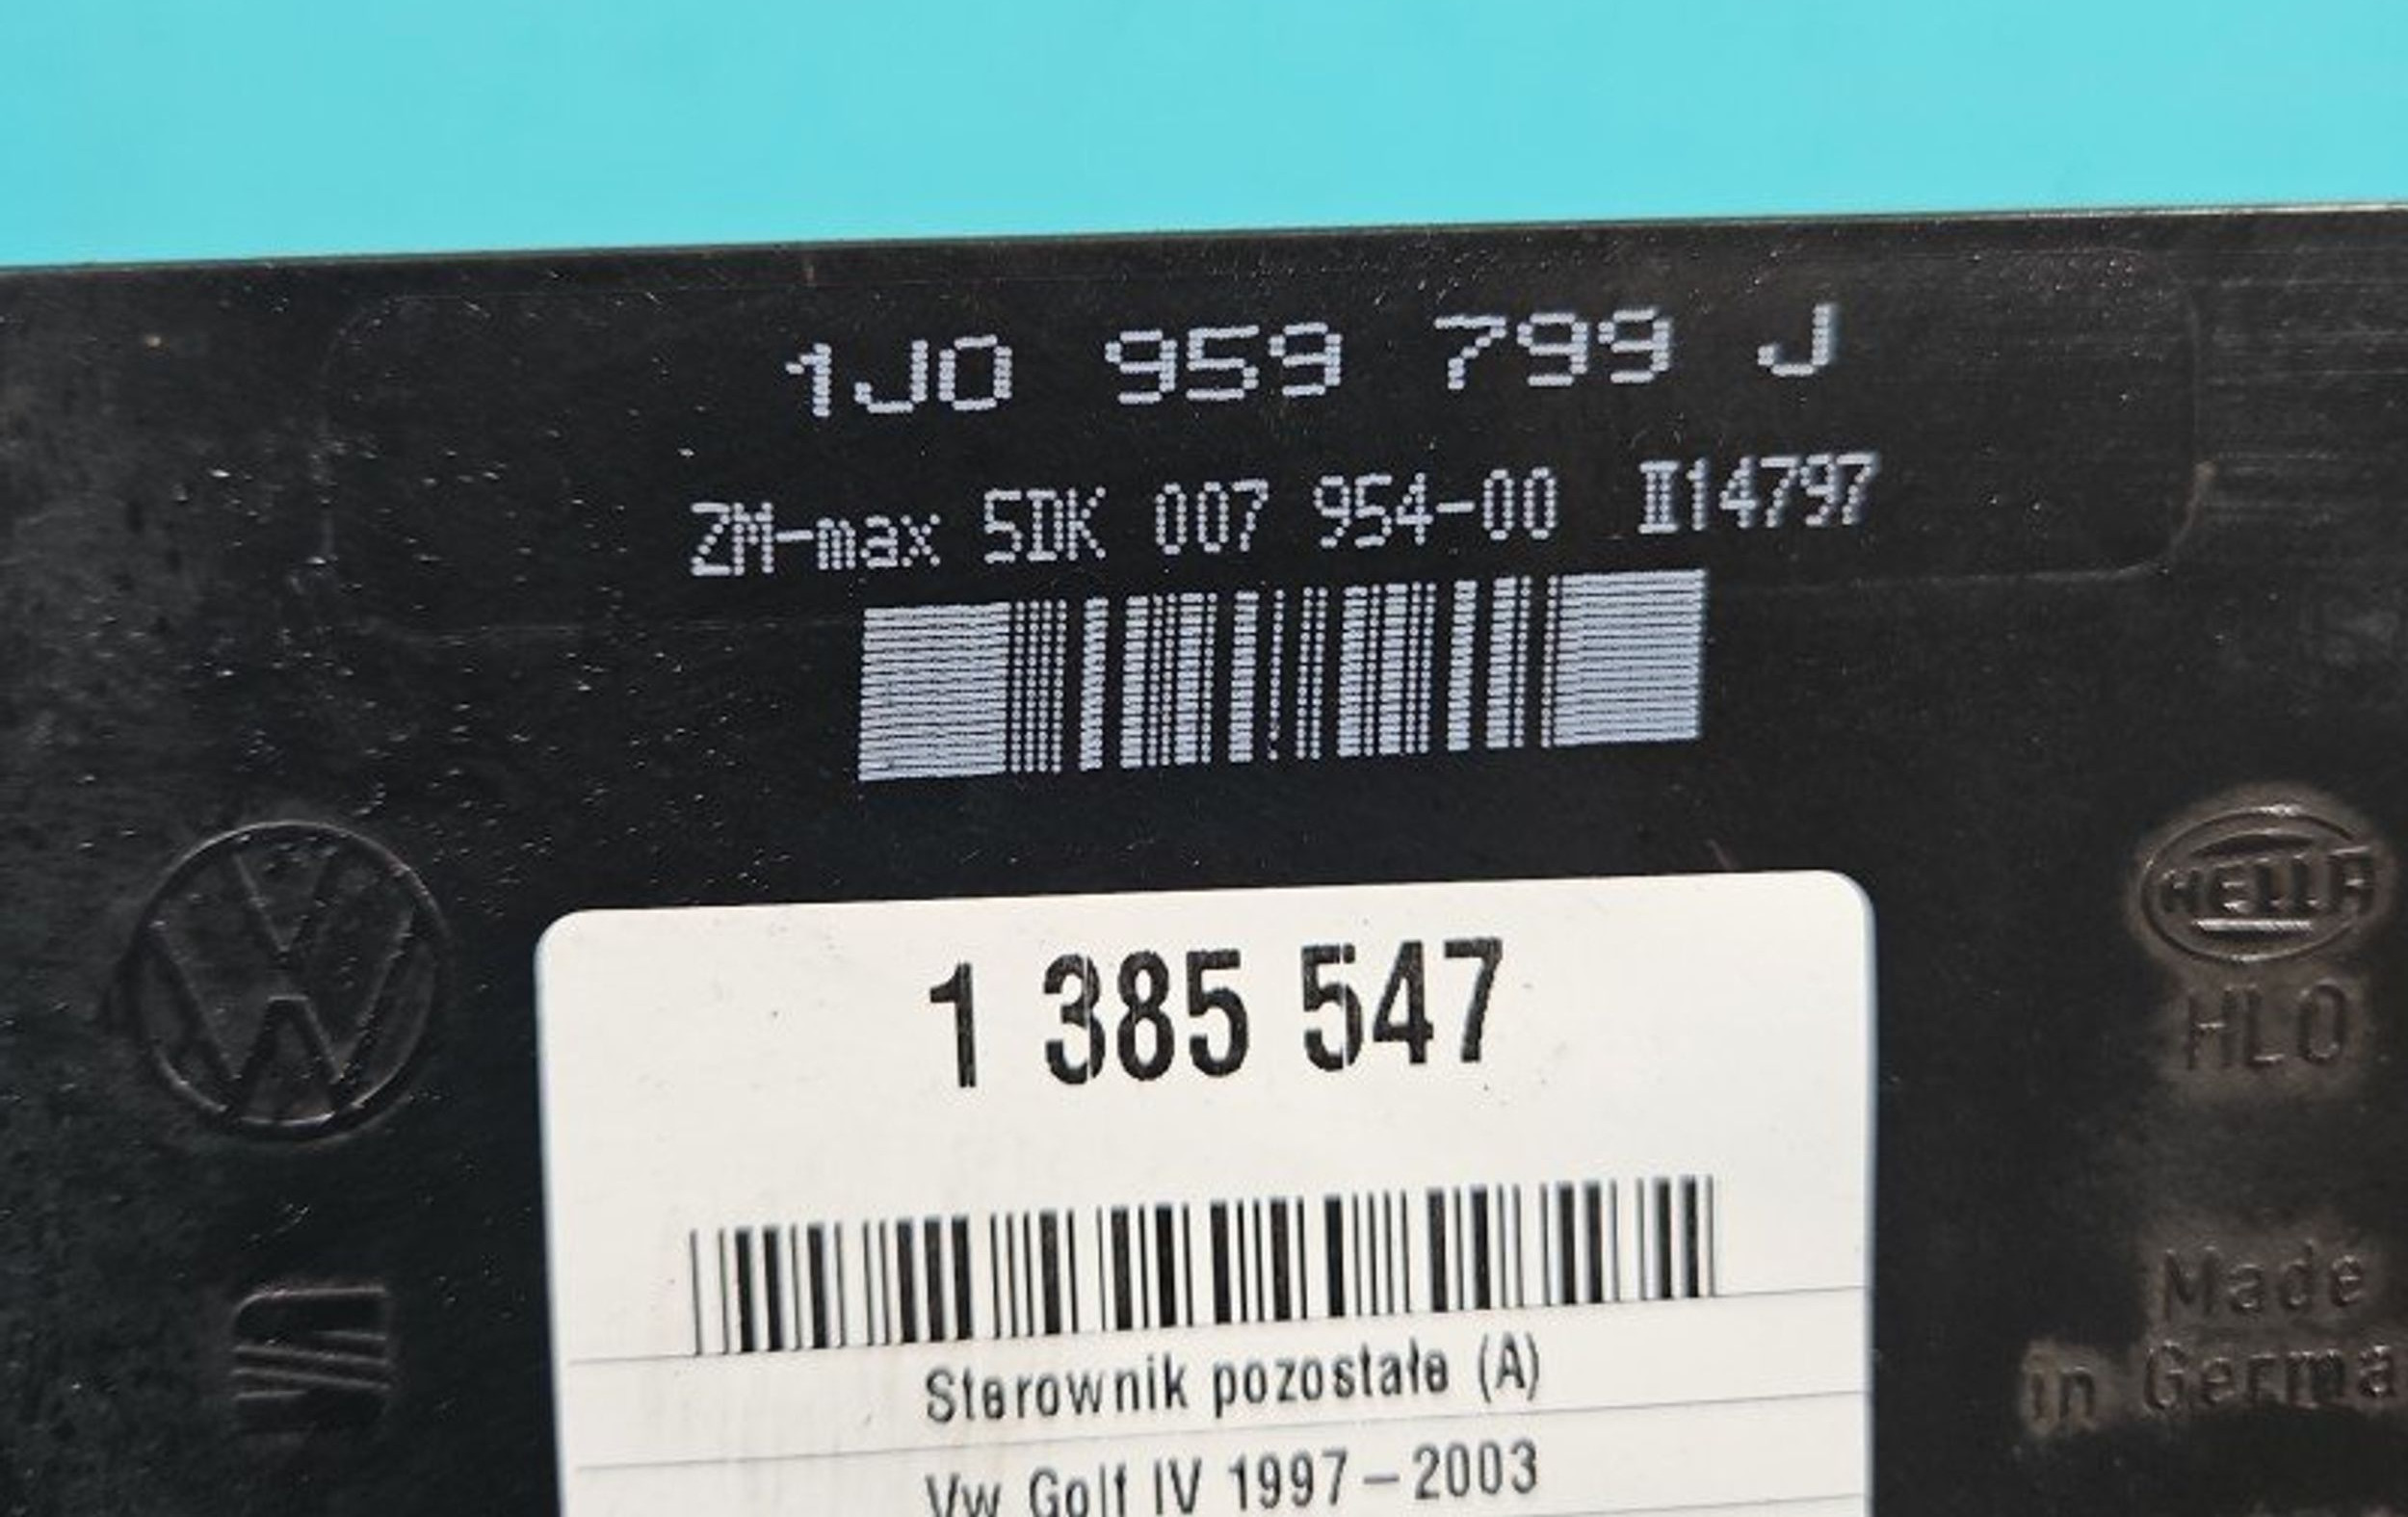 1J0 959 799 J
ZM-max 5DK 007 954-00 II14797
HELLA
HLO
1 385 547
Made
in Germa
Sterownik pozostałe (A)
Vw Golf IV 1997-2003